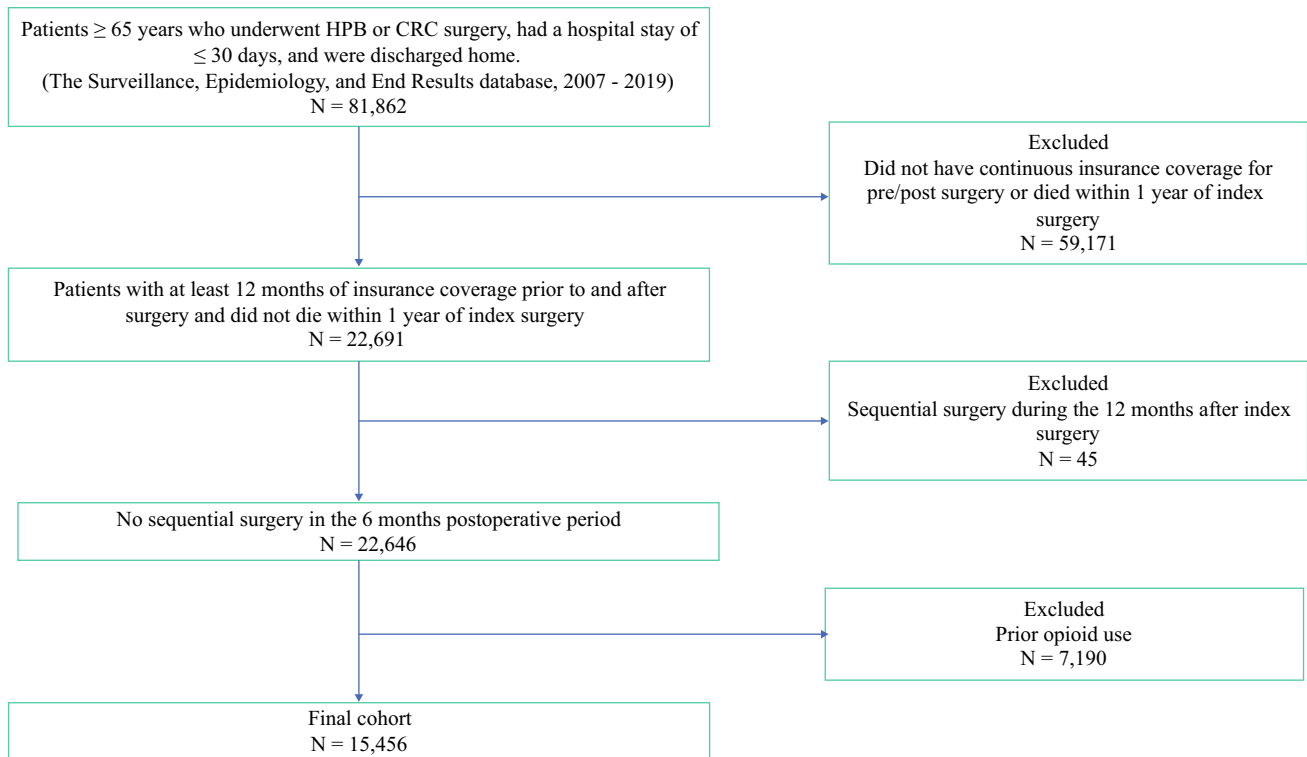 Patients ≥ 65 years who underwent HPB or CRC surgery, had a hospital stay of
≤ 30 days, and were discharged home.
(The Surveillance, Epidemiology, and End Results database, 2007 - 2019)
N = 81,862
Excluded
Did not have continuous insurance coverage for
pre/post surgery or died within 1 year of index
surgery
N = 59,171
Patients with at least 12 months of insurance coverage prior to and after
surgery and did not die within 1 year of index surgery
N = 22,691
Excluded
Sequential surgery during the 12 months after index
surgery
N = 45
No sequential surgery in the 6 months postoperative period
N = 22,646
Excluded
Prior opioid use
N = 7,190
Final cohort
N = 15,456